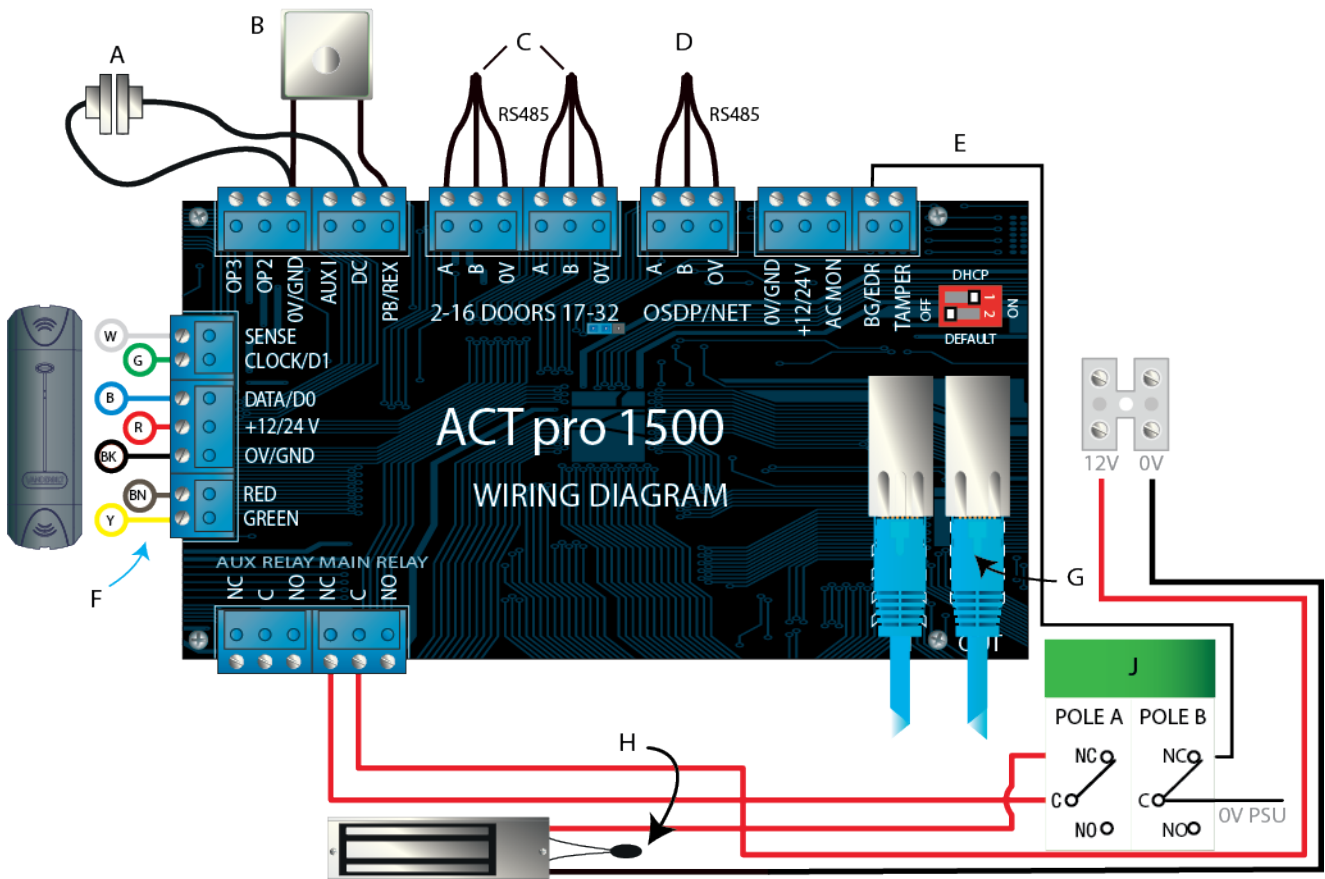 A
B
C
D
E
RS485
RS485
OP3
OP2
0V/GND
AUX I
DC
PB/REX
A
B
0V
A
B
0V
A
B
OV
0V/GND
+12/24 V
AC MON
BG/EDR
TAMPER
2-16 DOORS 17-32
OSDP/NET
DHCP
OFF
1
2
ON
DEFAULT
W
G
B
R
BK
BN
Y
SENSE
CLOCK/D1
DATA/D0
+12/24 V
OV/GND
RED
GREEN
ACTpro 1500
WIRING DIAGRAM
12V
0V
F
AUX RELAY MAIN RELAY
NC
C
NO
NC
C
NO
G
OUT
J
POLE A
POLE B
NC
C
NO
NC
C
NO
0V PSU
H